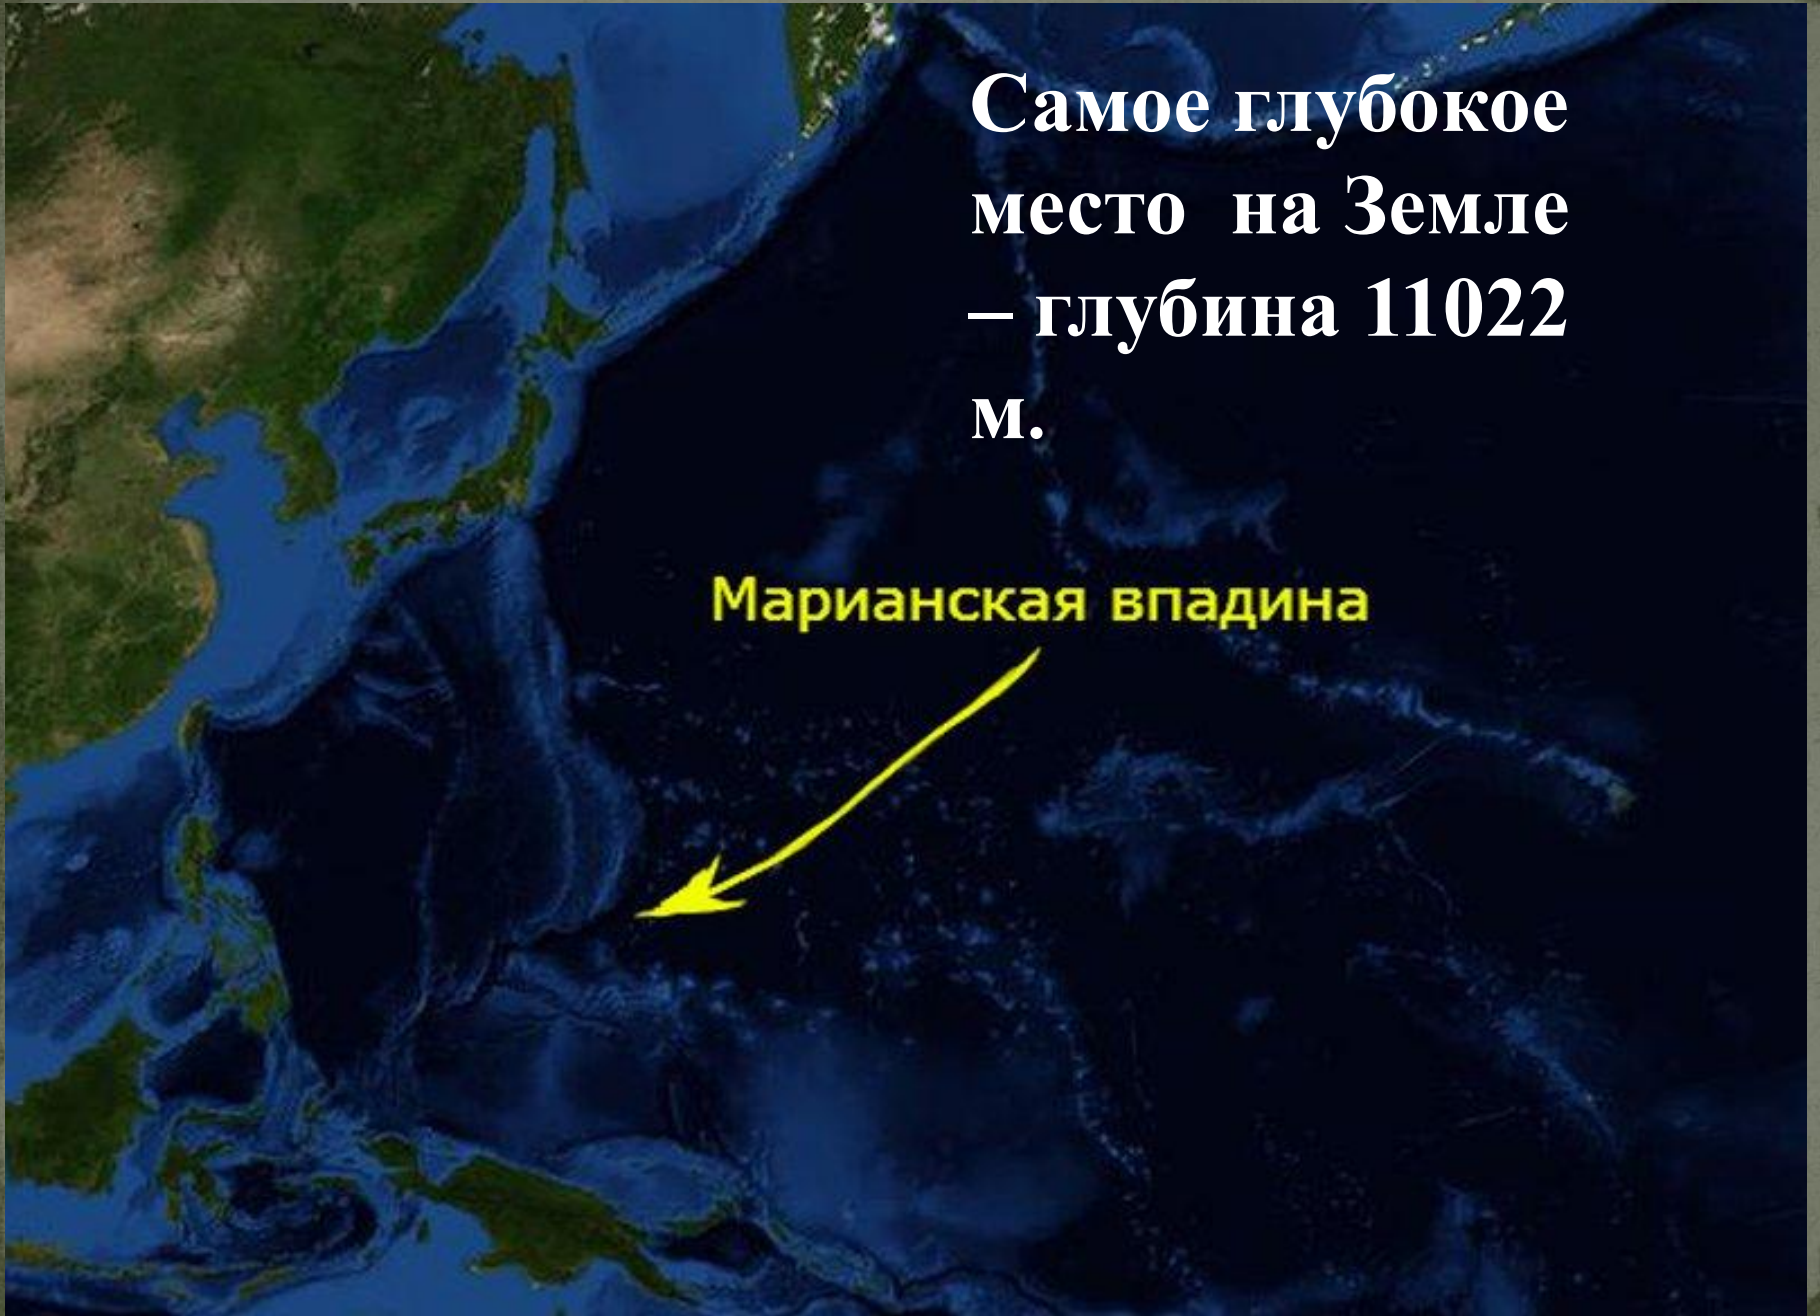 Самое глубокое
место на Земле
– глубина 11022
м.
Марианская впадина